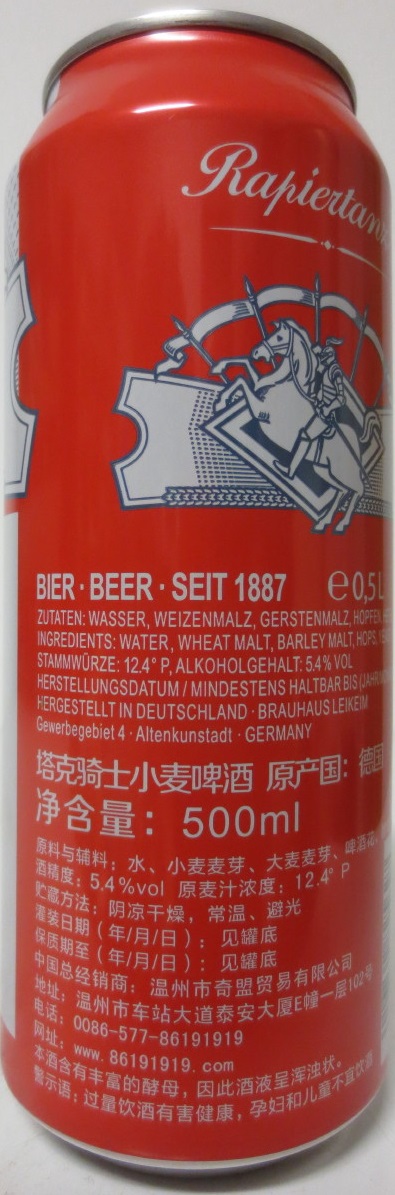 Rapiertan
BIER · BEER · SEIT 1887 ℮ 0,5 L
ZUTATEN: WASSER, WEIZENMALZ, GERSTENMALZ, HOPFEN,
INGREDIENTS: WATER, WHEAT MALT, BARLEY MALT, HOPS,
STAMMWÜRZE: 12.4° P, ALKOHOLGEHALT: 5.4% VOL
HERSTELLUNGSDATUM / MINDESTENS HALTBAR BIS
HERGESTELLT IN DEUTSCHLAND · BRAUHAUS LEIKEIM
Gewerbegebiet 4 · Altenkunstadt · GERMANY
塔克骑士小麦啤酒 原产国：德国
净含量：500ml
原料与辅料：水、小麦麦芽、大麦麦芽、啤酒花
酒精度：5.4%vol 原麦汁浓度：12.4° P
贮藏方法：阴凉干燥，常温、避光
灌装日期（年/月/日）：见罐底
保质期至（年/月/日）：见罐底
中国总经销商：温州市奇盟贸易有限公司
地址：温州市车站大道泰安大厦E幢一层102号
电话：0086-577-86191919
网址：www.86191919.com
本酒含有丰富的酵母，因此酒液呈浑浊状。
警示语：过量饮酒有害健康，孕妇和儿童不宜饮酒